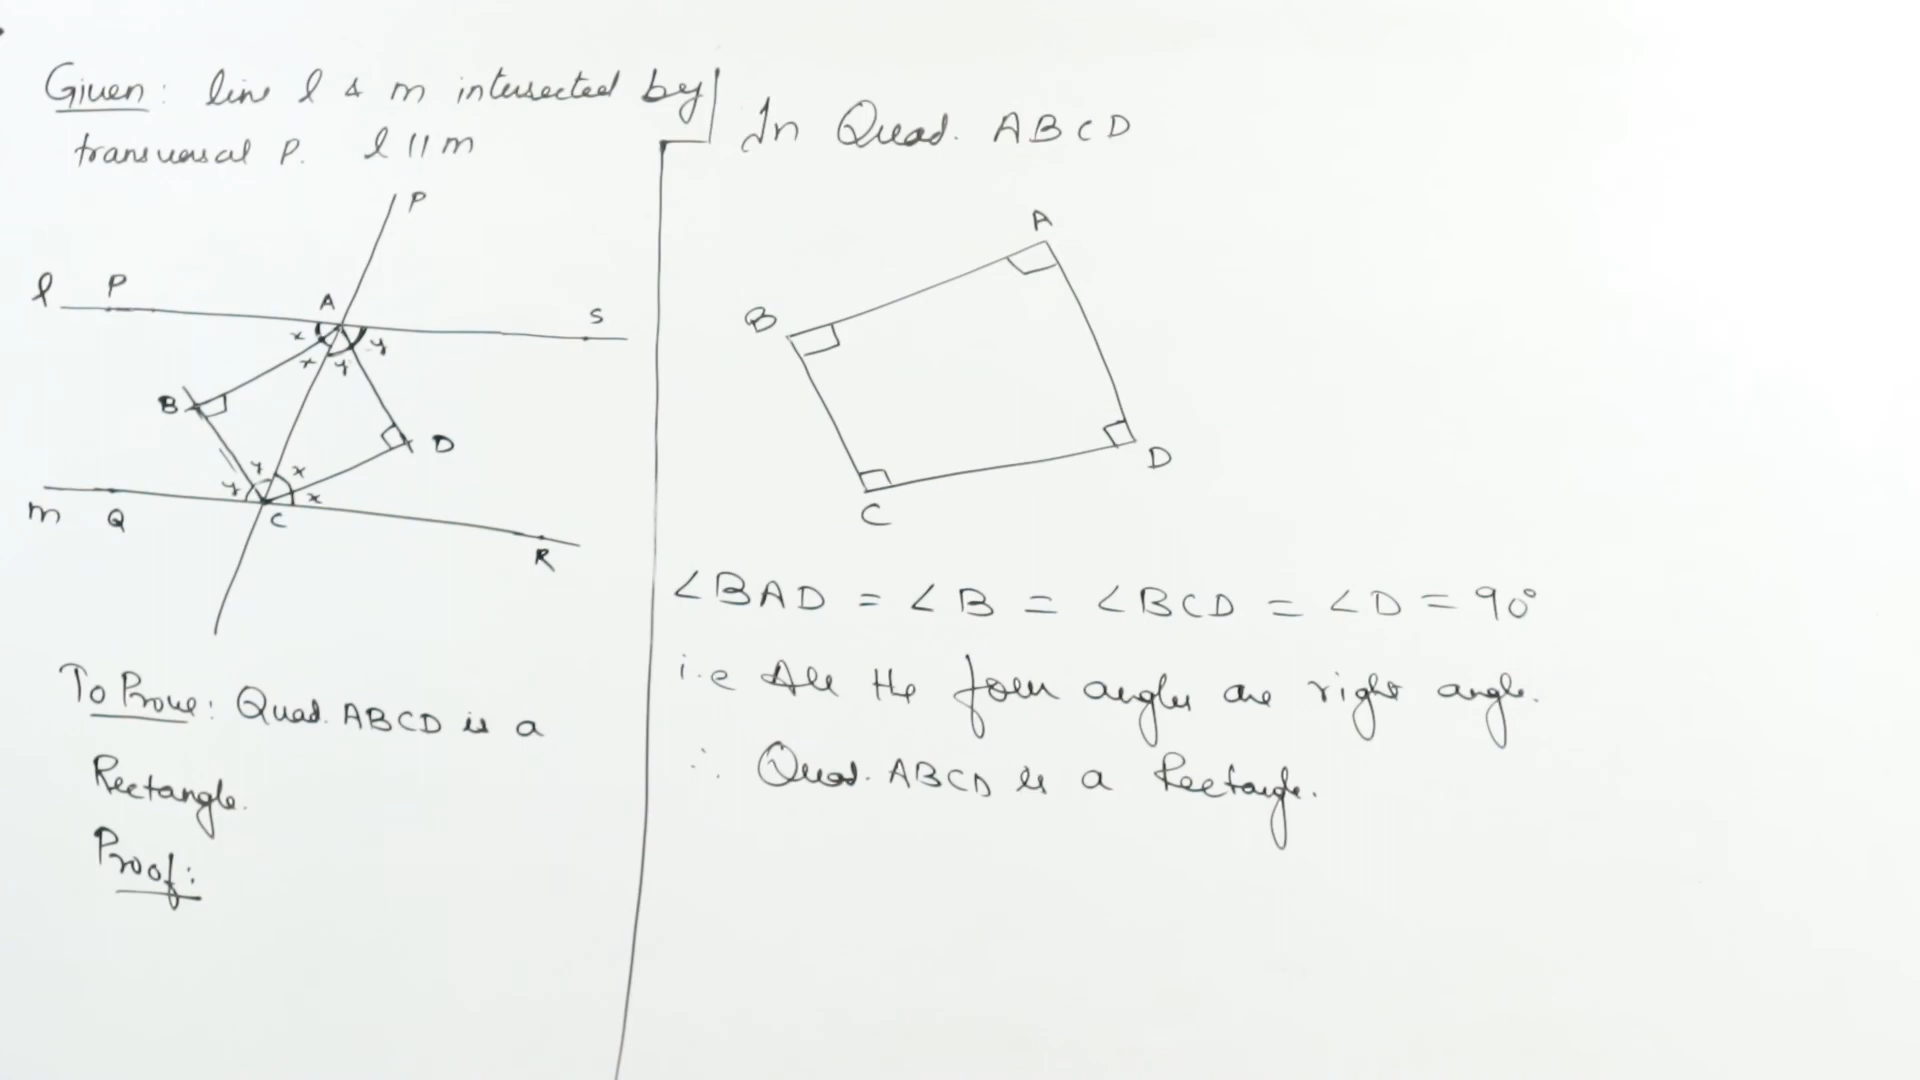 Given: line l & m intersected by
transversal P. l || m
P
l P A S
x x y y
B D
y y x x
m Q C R
To Prove: Quad. ABCD is a
Rectangle.
Proof:
In Quad. ABCD
A
B
D
C
∠BAD = ∠B = ∠BCD = ∠D = 90°
i.e All the four angles are right angle.
∴ Quad. ABCD is a Rectangle.